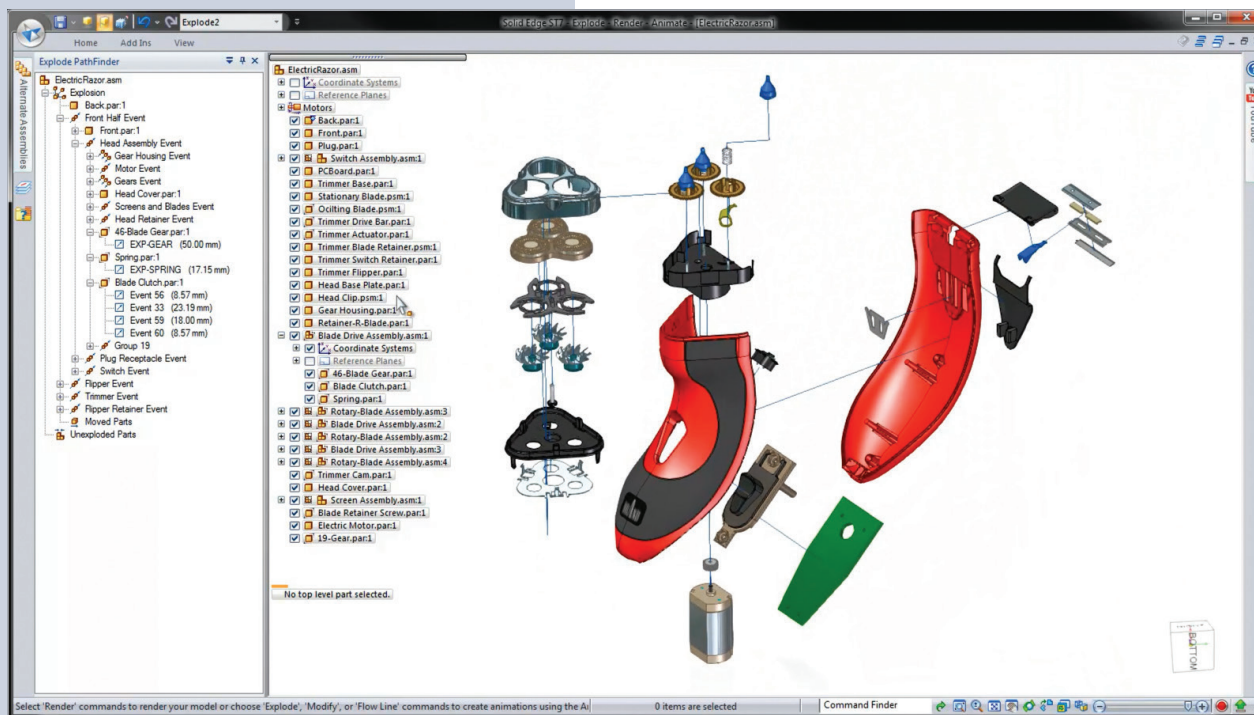 Explode2
Solid Edge ST7 - Explode - Render - Animate - [ElectricRazor.asm]
Home Add Ins View
Explode PathFinder
Alternate Assemblies
ElectricRazor.asm
Explosion
Back.par:1
Front Half Event
Front.par:1
Head Assembly Event
Gear Housing Event
Motor Event
Gears Event
Head Cover.par:1
Screens and Blades Event
Head Retainer Event
46-Blade Gear.par:1
EXP-GEAR (50.00 mm)
Spring.par:1
EXP-SPRING (17.15 mm)
Blade Clutch.par:1
Event 56 (8.57 mm)
Event 33 (23.19 mm)
Event 59 (18.00 mm)
Event 60 (8.57 mm)
Group 19
Plug Receptacle Event
Switch Event
Flipper Event
Trimmer Event
Flipper Retainer Event
Moved Parts
Unexploded Parts
ElectricRazor.asm
Coordinate Systems
Reference Planes
Motors
Back.par:1
Front.par:1
Plug.par:1
Switch Assembly.asm:1
PCBoard.par:1
Trimmer Base.par:1
Stationary Blade.psm:1
Ocilting Blade.psm:1
Trimmer Drive Bar.par:1
Trimmer Actuator.par:1
Trimmer Blade Retainer.psm:1
Trimmer Switch Retainer.par:1
Trimmer Flipper.par:1
Head Base Plate.par:1
Head Clip.psm:1
Gear Housing.par:1
Retainer-R-Blade.par:1
Blade Drive Assembly.asm:1
Coordinate Systems
Reference Planes
46-Blade Gear.par:1
Blade Clutch.par:1
Spring.par:1
Rotary-Blade Assembly.asm:3
Blade Drive Assembly.asm:2
Rotary-Blade Assembly.asm:2
Blade Drive Assembly.asm:3
Rotary-Blade Assembly.asm:4
Trimmer Cam.par:1
Head Cover.par:1
Screen Assembly.asm:1
Blade Retainer Screw.par:1
Electric Motor.par:1
19-Gear.par:1
No top level part selected.
BOTTOM
Select 'Render' commands to render your model or choose 'Explode', 'Modify', or 'Flow Line' commands to create animations using the
0 items are selected
Command Finder